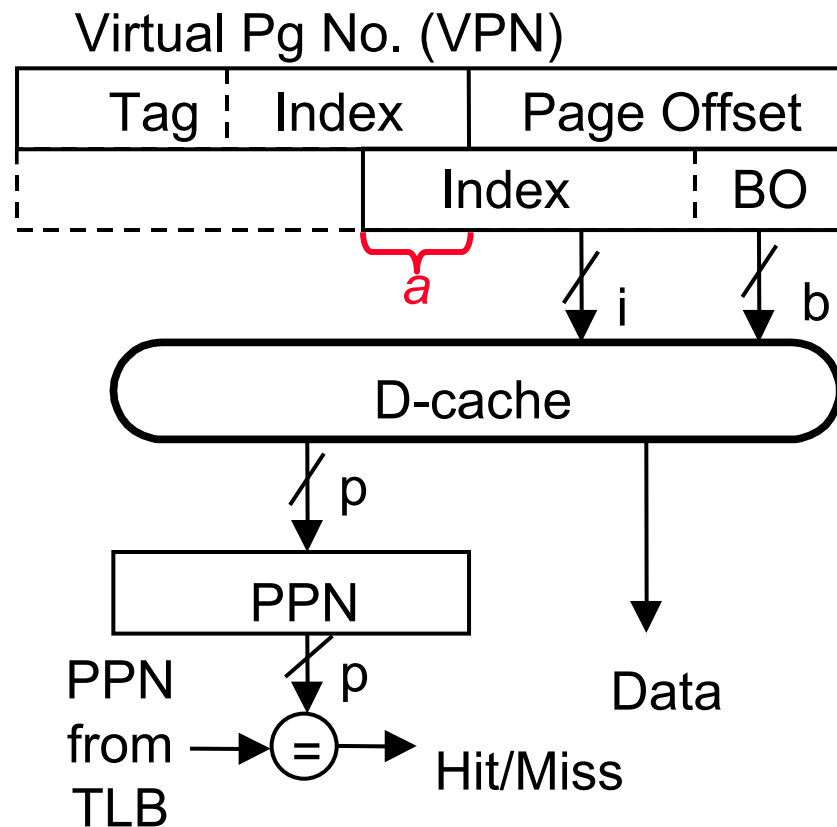 Virtual Pg No. (VPN)
Tag Index Page Offset
Index BO
a
i b
D-cache
p
PPN
p
PPN
from
TLB
=
Hit/Miss
Data